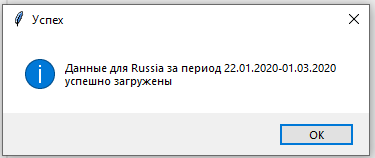 Успех
Данные для Russia за период 22.01.2020-01.03.2020
успешно загружены
OK